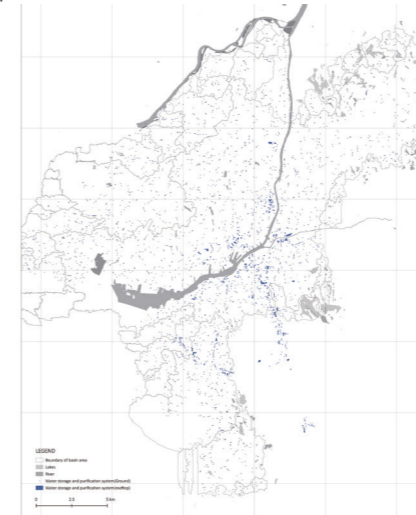 LEGEND
Boundary of basin area
Lakes
River
Water storage and purification system(Ground)
Water storage and purification system(Rooftop)
0 2.5 5 km